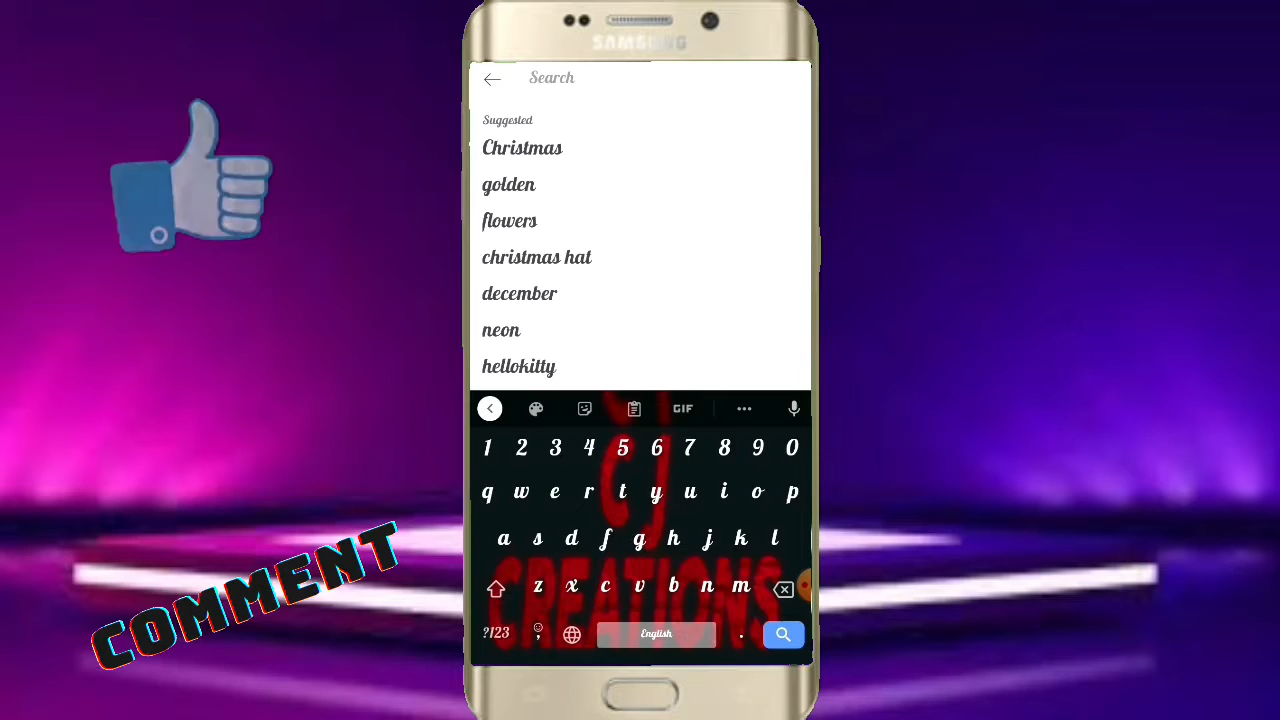 SAMSUNG
Search
Suggested
Christmas
golden
flowers
christmas hat
december
neon
hellokitty
GIF
1 2 3 4 5 6 7 8 9 0
q w e r t y u i o p
a s d f g h j k l
z x c v b n m
?123 , English .
CJ
CREATIONS
COMMENT